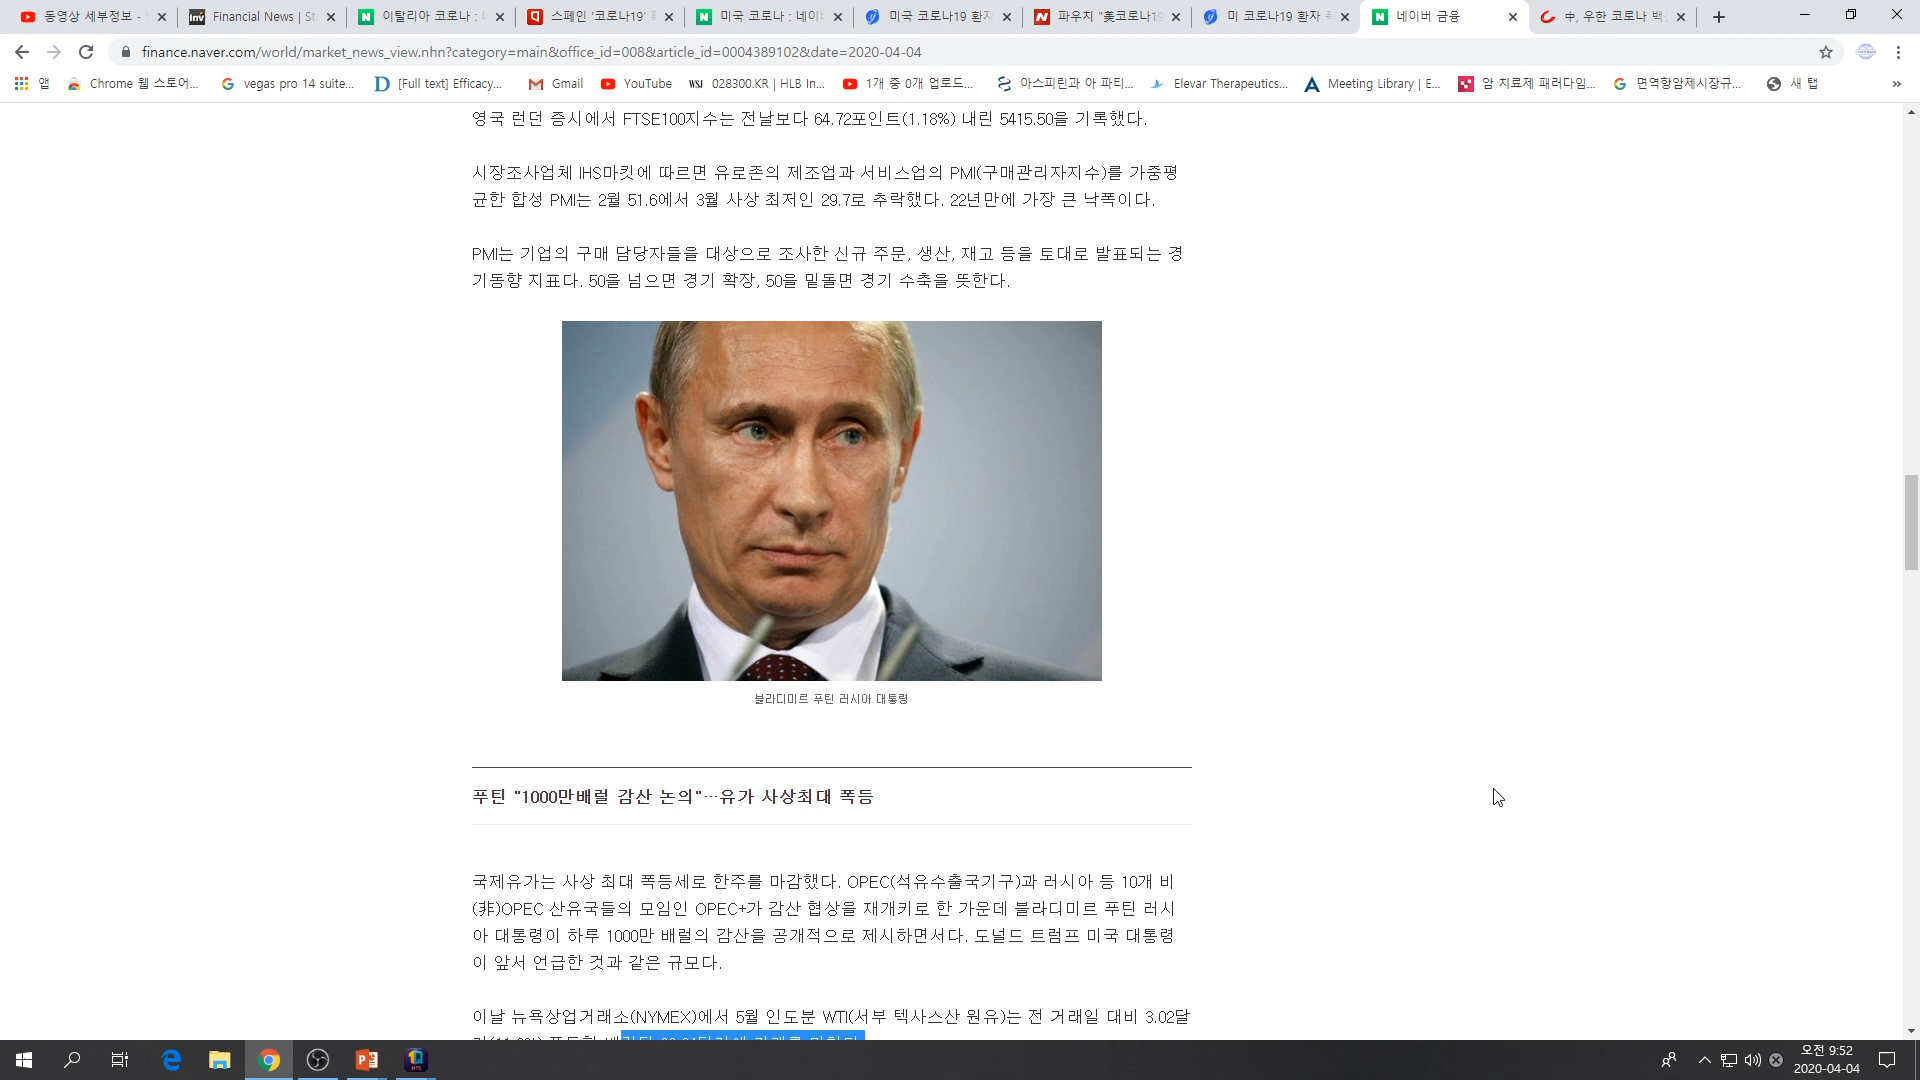 동영상 세부정보 -
Financial News | St
이탈리아 코로나 : 네
스페인 '코로나19'
미국 코로나 : 네이버
미국 코로나19 환자
파우치 "美코로나19
미 코로나19 환자
네이버 금융
中, 우한 코로나 백
finance.naver.com/world/market_news_view.nhn?category=main&office_id=008&article_id=0004389102&date=2020-04-04
앱
Chrome 웹 스토어...
vegas pro 14 suite...
[Full text] Efficacy...
Gmail
YouTube
WSJ 028300.KR | HLB In...
1개 중 0개 업로드...
아스피린과 아 파티...
Elevar Therapeutics...
Meeting Library | E...
암 치료제 패러다임...
면역항암제시장규...
새 탭
영국 런던 증시에서 FTSE100지수는 전날보다 64.72포인트(1.18%) 내린 5415.50을 기록했다.
시장조사업체 IHS마킷에 따르면 유로존의 제조업과 서비스업의 PMI(구매관리자지수)를 가중평
균한 합성 PMI는 2월 51.6에서 3월 사상 최저인 29.7로 추락했다. 22년만에 가장 큰 낙폭이다.
PMI는 기업의 구매 담당자들을 대상으로 조사한 신규 주문, 생산, 재고 등을 토대로 발표되는 경
기동향 지표다. 50을 넘으면 경기 확장, 50을 밑돌면 경기 수축을 뜻한다.
블라디미르 푸틴 러시아 대통령
푸틴 "1000만배럴 감산 논의"…유가 사상최대 폭등
국제유가는 사상 최대 폭등세로 한주를 마감했다. OPEC(석유수출국기구)과 러시아 등 10개 비
(非)OPEC 산유국들의 모임인 OPEC+가 감산 협상을 재개키로 한 가운데 블라디미르 푸틴 러시
아 대통령이 하루 1000만 배럴의 감산을 공개적으로 제시하면서다. 도널드 트럼프 미국 대통령
이 앞서 언급한 것과 같은 규모다.
이날 뉴욕상업거래소(NYMEX)에서 5월 인도분 WTI(서부 텍사스산 원유)는 전 거래일 대비 3.02달
오전 9:52
2020-04-04